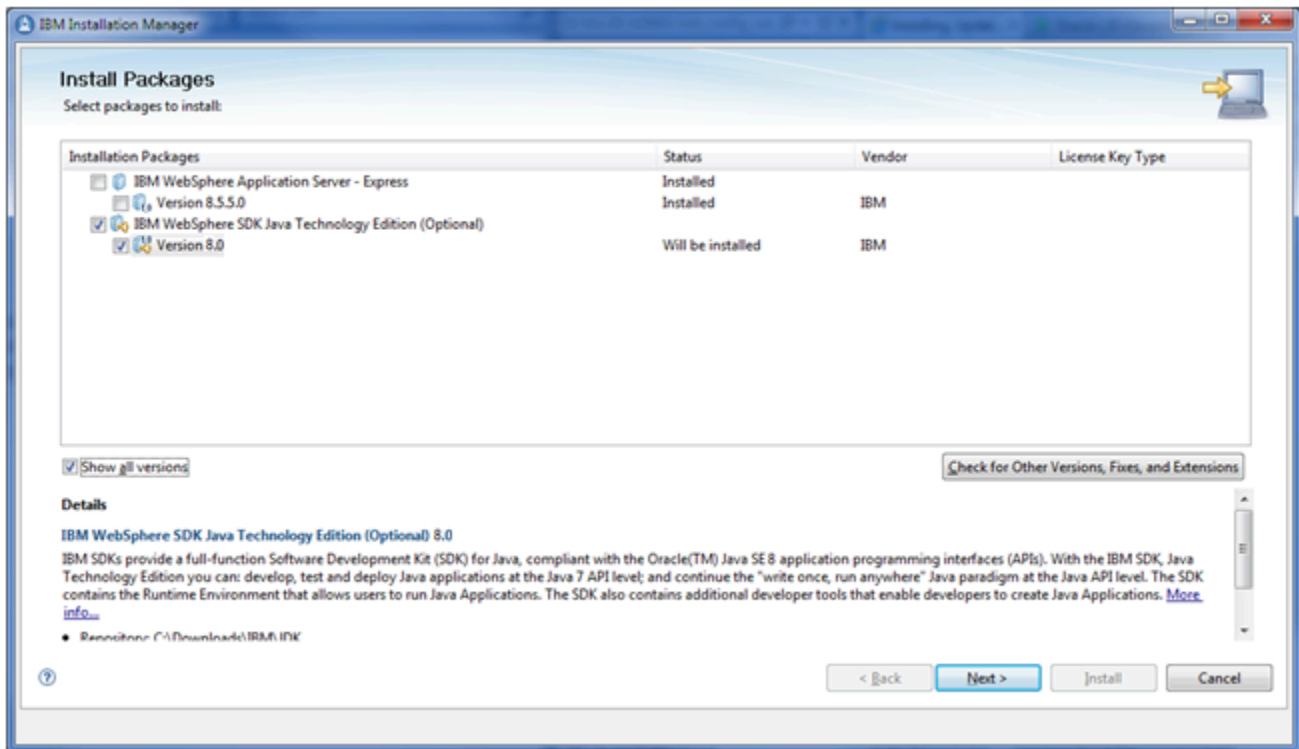 IBM Installation Manager
Install Packages
Select packages to install:
Installation Packages Status Vendor License Key Type
IBM WebSphere Application Server - Express Installed
Version 8.5.5.0 Installed IBM
IBM WebSphere SDK Java Technology Edition (Optional)
Version 8.0 Will be installed IBM
Show all versions
Check for Other Versions, Fixes, and Extensions
Details
IBM WebSphere SDK Java Technology Edition (Optional) 8.0
IBM SDKs provide a full-function Software Development Kit (SDK) for Java, compliant with the Oracle(TM) Java SE 8 application programming interfaces (APIs). With the IBM SDK, Java
Technology Edition you can: develop, test and deploy Java applications at the Java 7 API level; and continue the "write once, run anywhere" Java paradigm at the Java API level. The SDK
contains the Runtime Environment that allows users to run Java Applications. The SDK also contains additional developer tools that enable developers to create Java Applications. More
info...
• Repository: C:\Downloads\IBM\JDK
< Back Next > Install Cancel